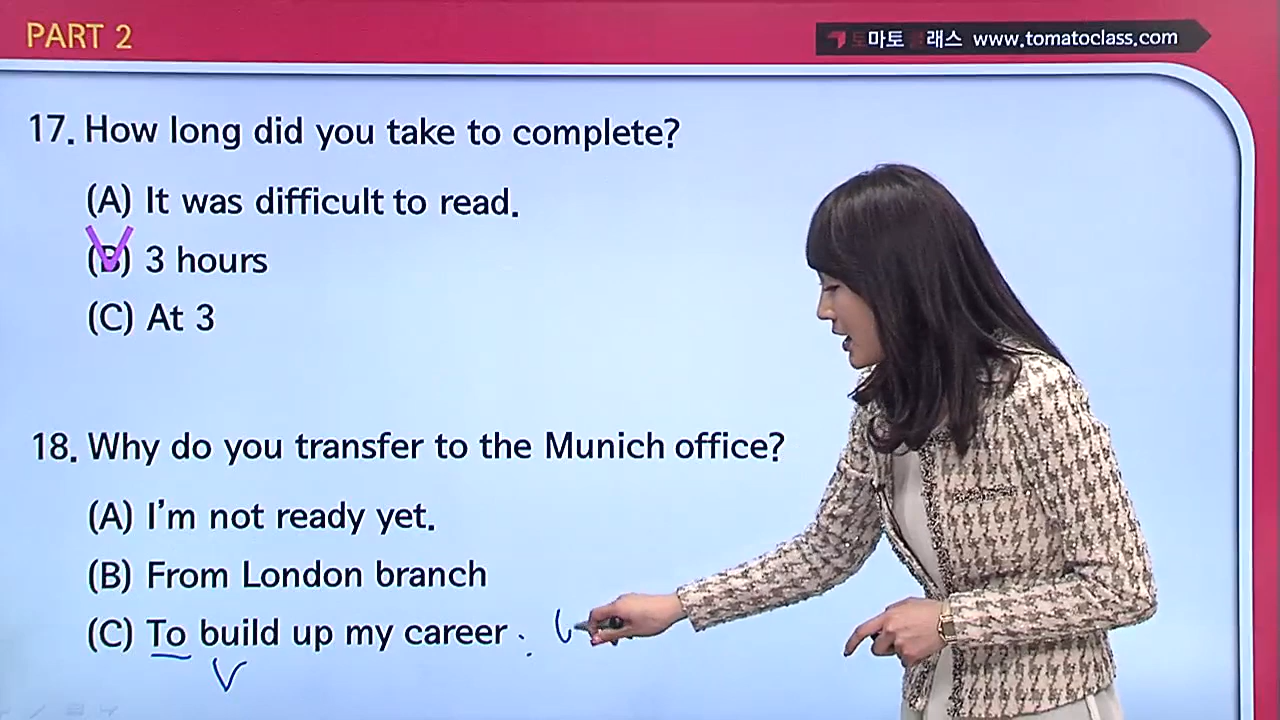 PART 2
토마토클래스 www.tomatoclass.com
17. How long did you take to complete?
(A) It was difficult to read.
(B) 3 hours
(C) At 3
18. Why do you transfer to the Munich office?
(A) I'm not ready yet.
(B) From London branch
(C) To build up my career.
V